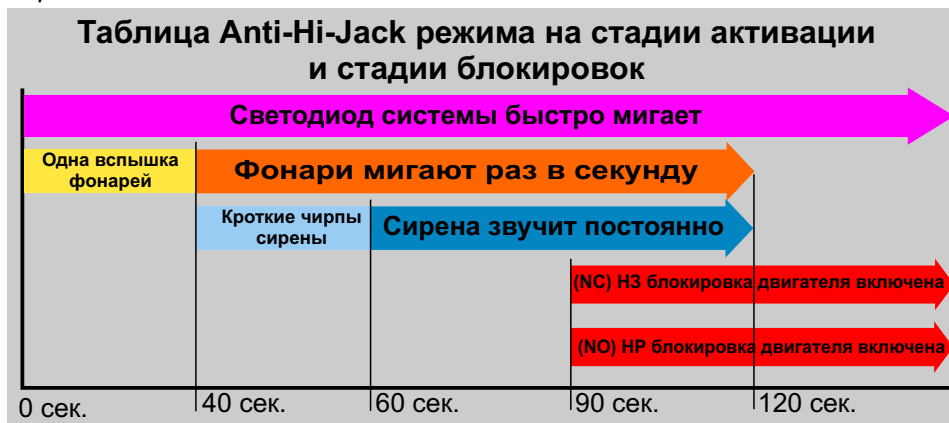 Таблица Anti-Hi-Jack режима на стадии активации
и стадии блокировок
Светодиод системы быстро мигает
Одна вспышка
фонарей
Фонари мигают раз в секунду
Кроткие чирпы
сирены
Сирена звучит постоянно
(NC) НЗ блокировка двигателя включена
(NO) НР блокировка двигателя включена
0 сек.
40 сек.
60 сек.
90 сек.
120 сек.